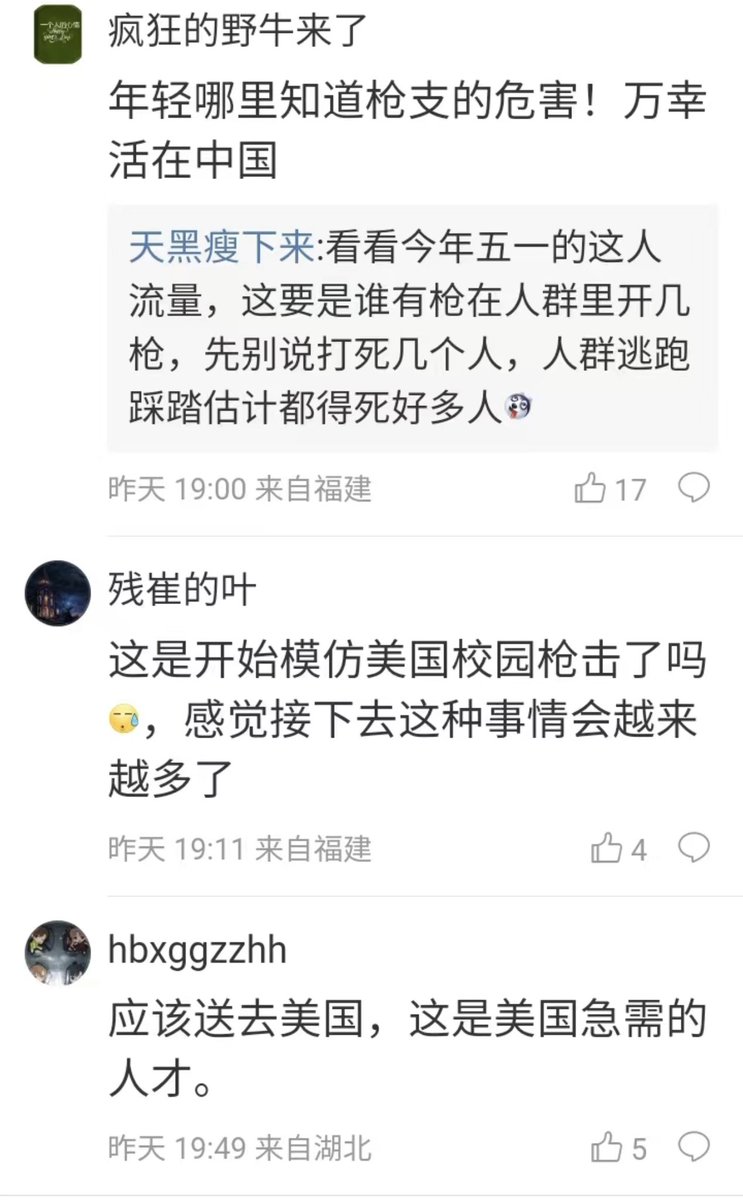 疯狂的野牛来了
年轻哪里知道枪支的危害！万幸
活在中国
天黑瘦下来:看看今年五一的这人
流量，这要是谁有枪在人群里开几
枪，先别说打死几个人，人群逃跑
踩踏估计都得死好多人
昨天 19:00 来自福建
17
残崔的叶
这是开始模仿美国校园枪击了吗
，感觉接下去这种事情会越来
越多了
昨天 19:11 来自福建
4
hbxggzzhh
应该送去美国，这是美国急需的
人才。
昨天 19:49 来自湖北
5